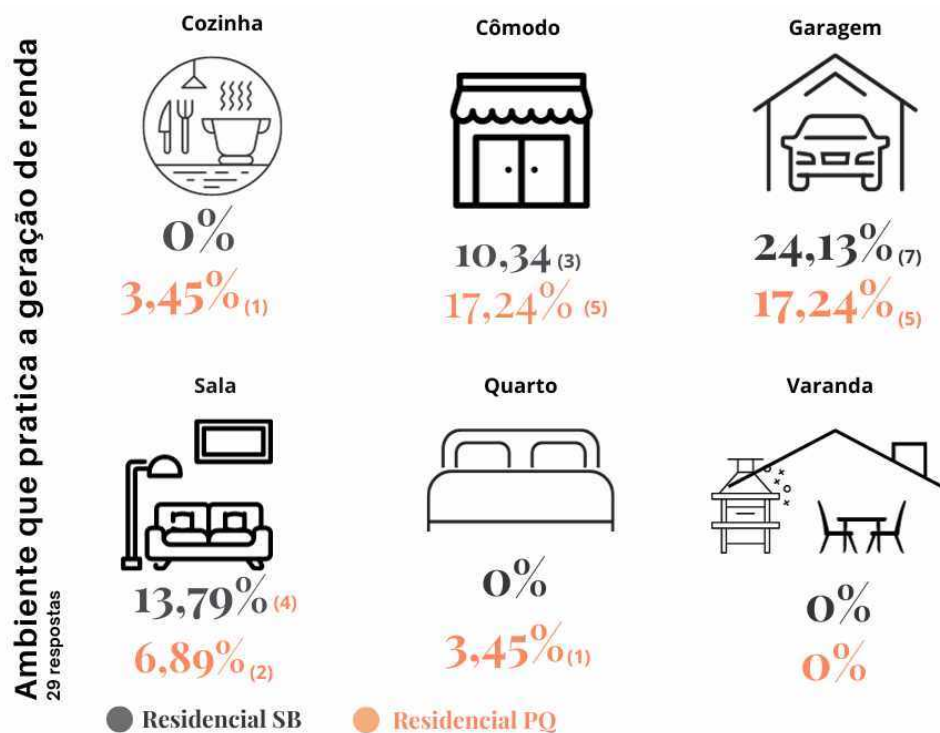 Ambiente que pratica a geração de renda
29 respostas
Cozinha
0%
3,45% (1)
Cômodo
10,34 (3)
17,24% (5)
Garagem
24,13% (7)
17,24% (5)
Sala
13,79% (4)
6,89% (2)
Quarto
0%
3,45% (1)
Varanda
0%
0%
Residencial SB
Residencial PQ